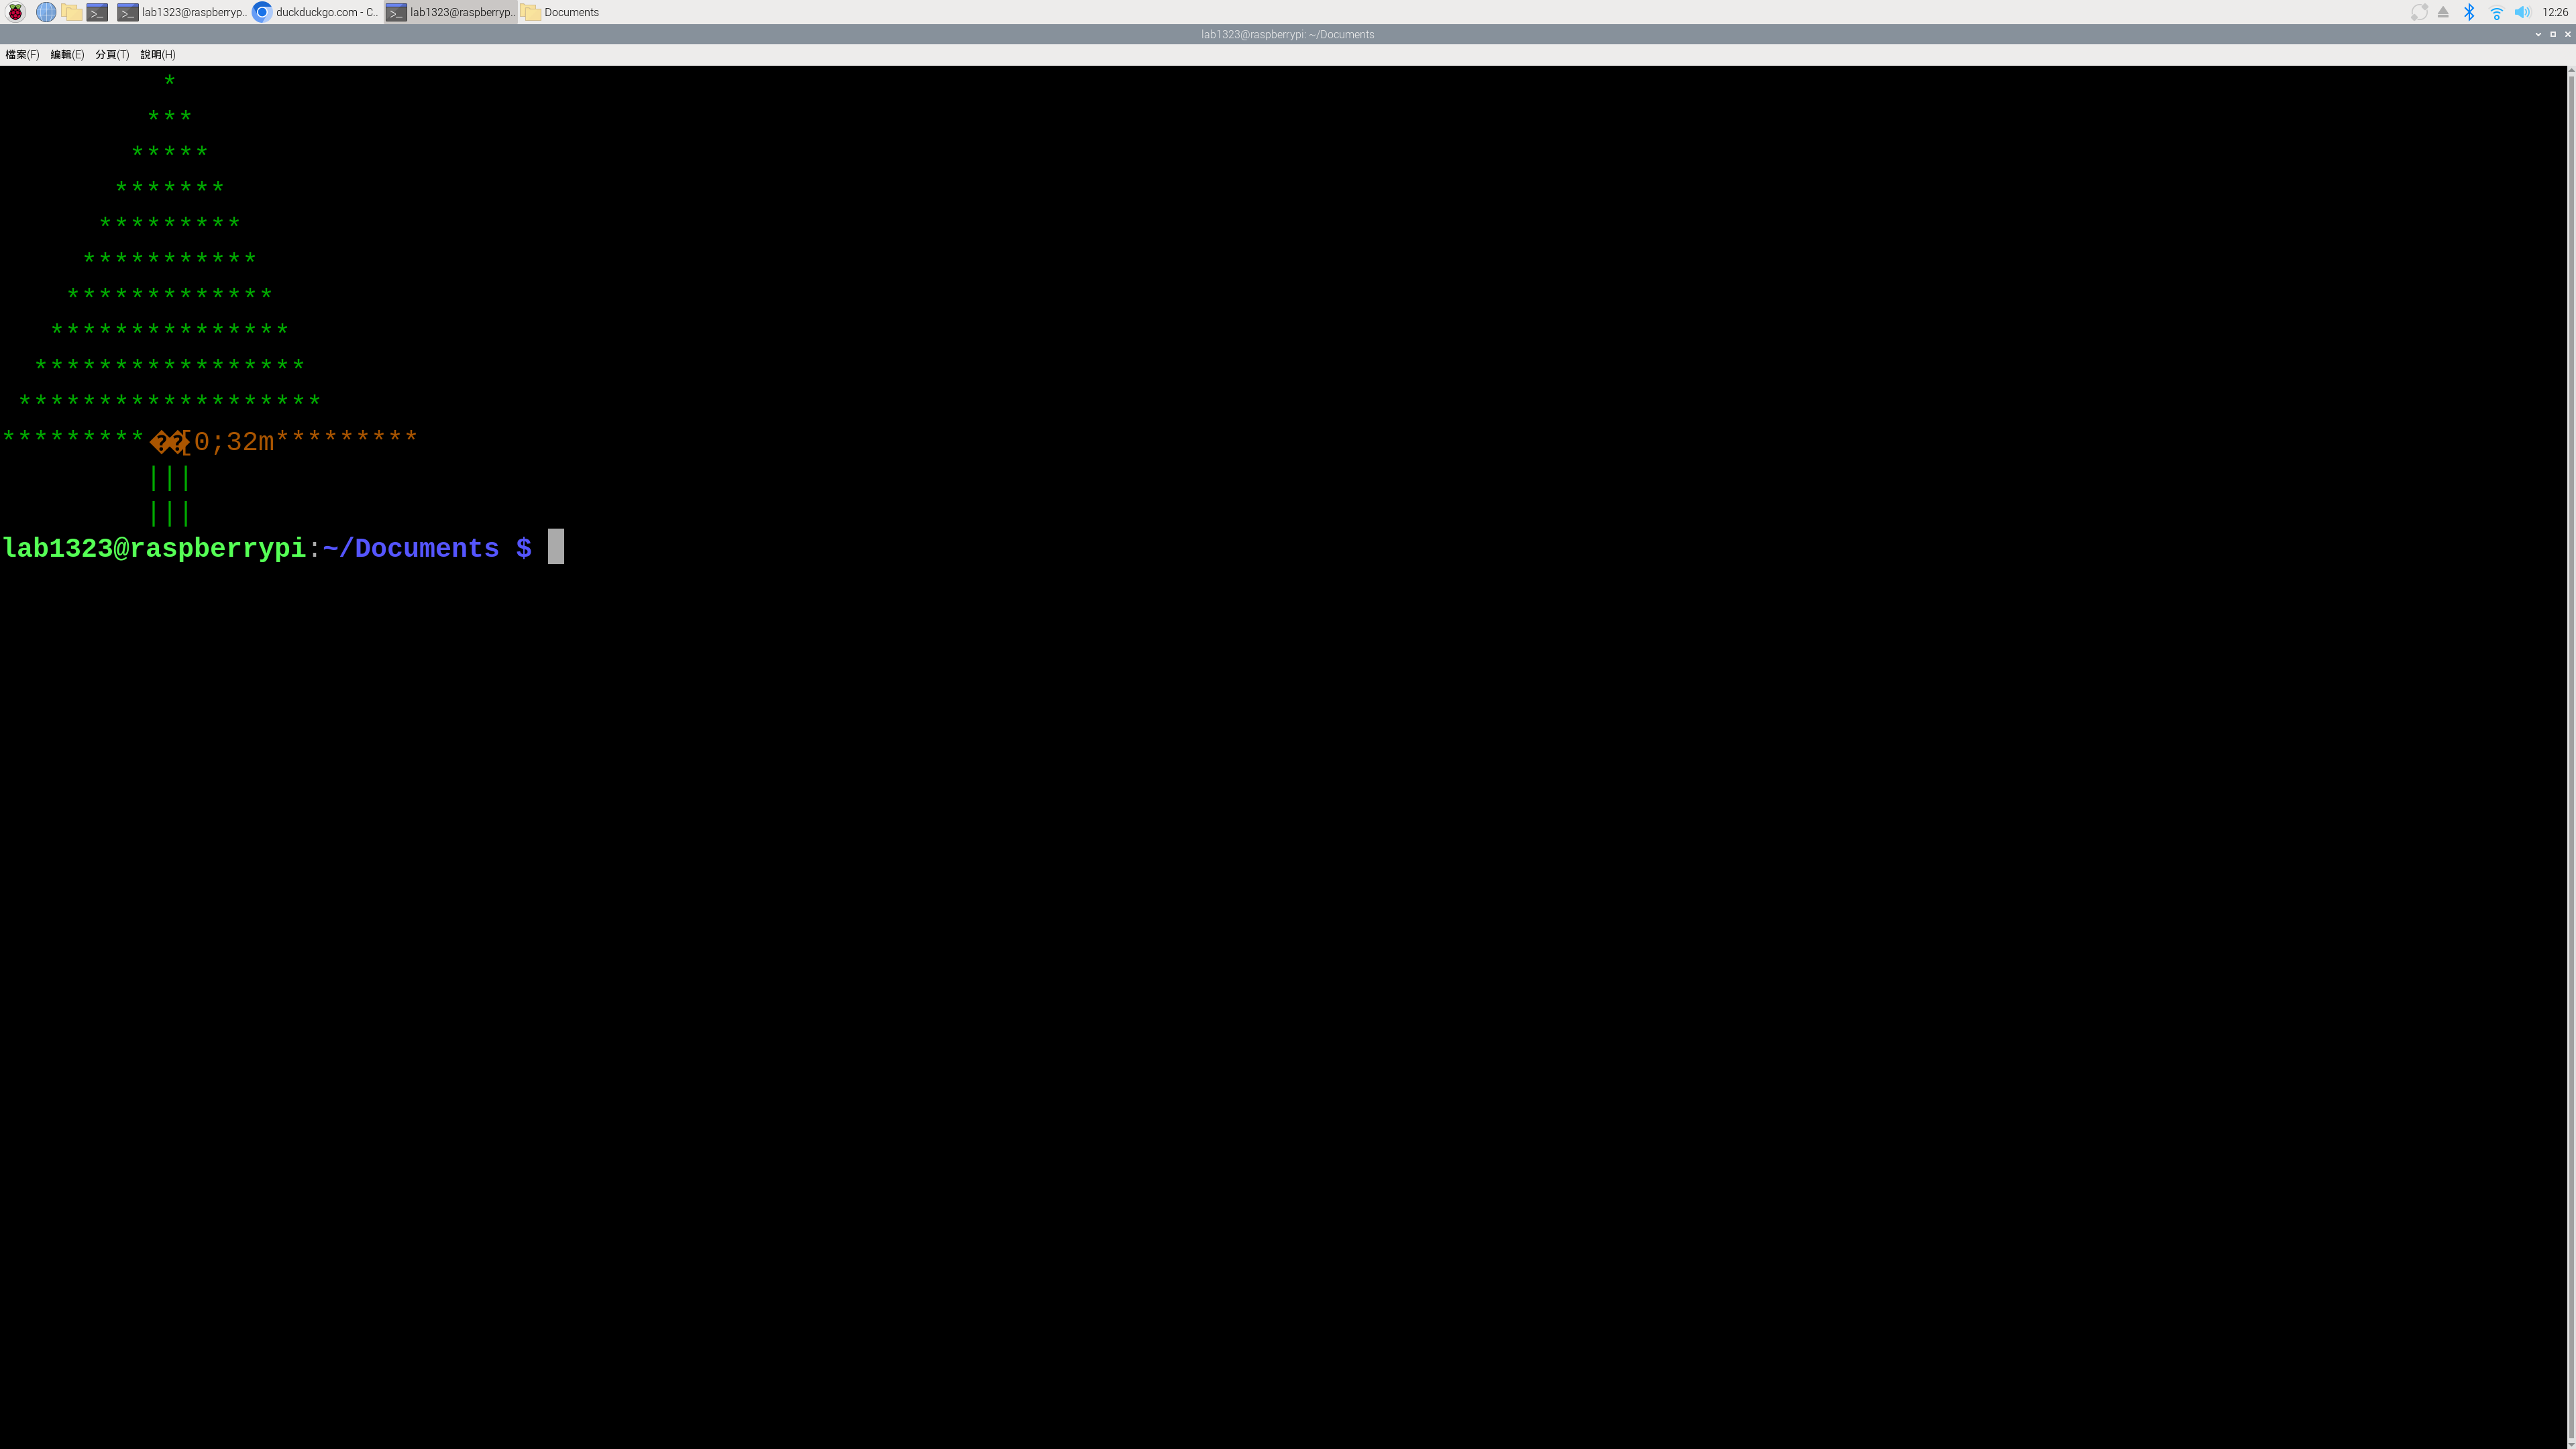 lab1323@raspberryp.. duckduckgo.com - C.. lab1323@raspberryp.. Documents 12:26
lab1323@raspberrypi: ~/Documents
檔案(F) 編輯(E) 分頁(T) 說明(H)
*
***
*****
*******
*********
***********
*************
***************
*****************
*******************
*********��[0;32m*********
|||
|||
lab1323@raspberrypi:~/Documents $